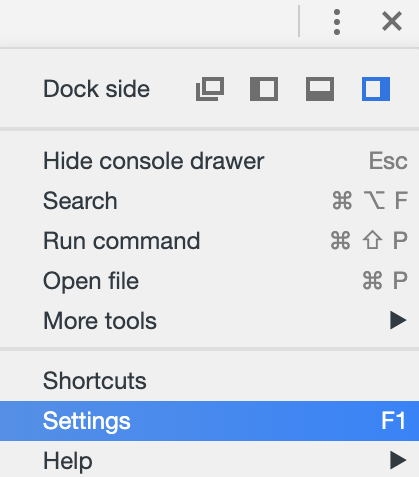 Dock side
Hide console drawer Esc
Search ⌘ ⌥ F
Run command ⌘ ⇧ P
Open file ⌘ P
More tools ▶
Shortcuts
Settings F1
Help ▶